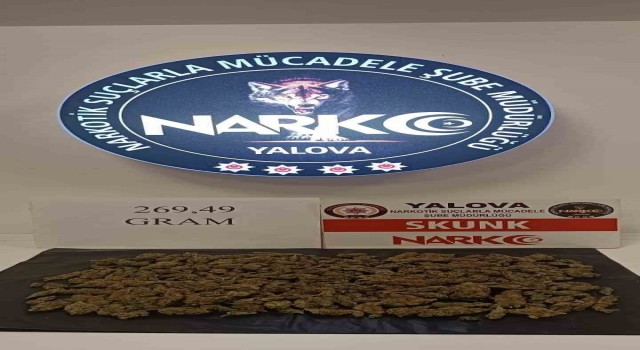 NARKOTİK SUÇLARLA MÜCADELE ŞUBE MÜDÜRLÜĞÜ
NARKO
YALOVA
269,49
GRAM
YALOVA
NARKOTİK SUÇLARLA MÜCADELE
ŞUBE MÜDÜRLÜĞÜ
SKUNK
NARKO